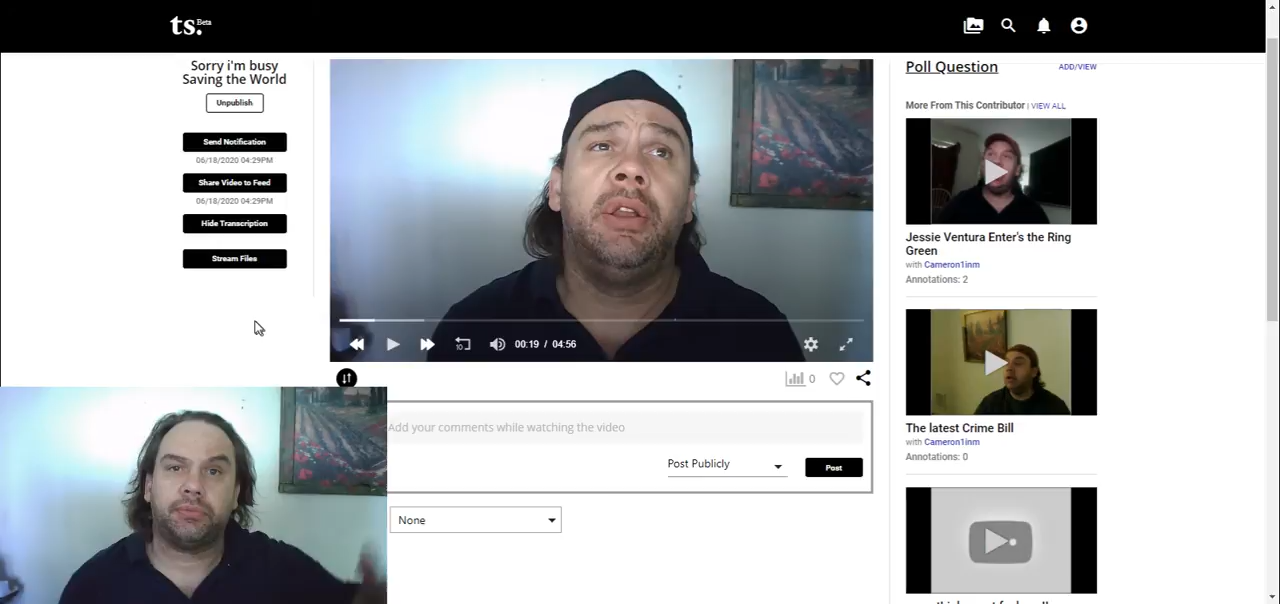 ts. Beta
Sorry i'm busy
Saving the World
Unpublish
Send Notification
06/18/2020 04:29PM
Share Video to Feed
06/18/2020 04:29PM
Hide Transcription
Stream Files
10
00:19 / 04:56
0
Add your comments while watching the video
Post Publicly
Post
None
Poll Question
ADD/VIEW
More From This Contributor | VIEW ALL
Jessie Ventura Enter's the Ring
Green
with Cameron1inm
Annotations: 2
The latest Crime Bill
with Cameron1inm
Annotations: 0